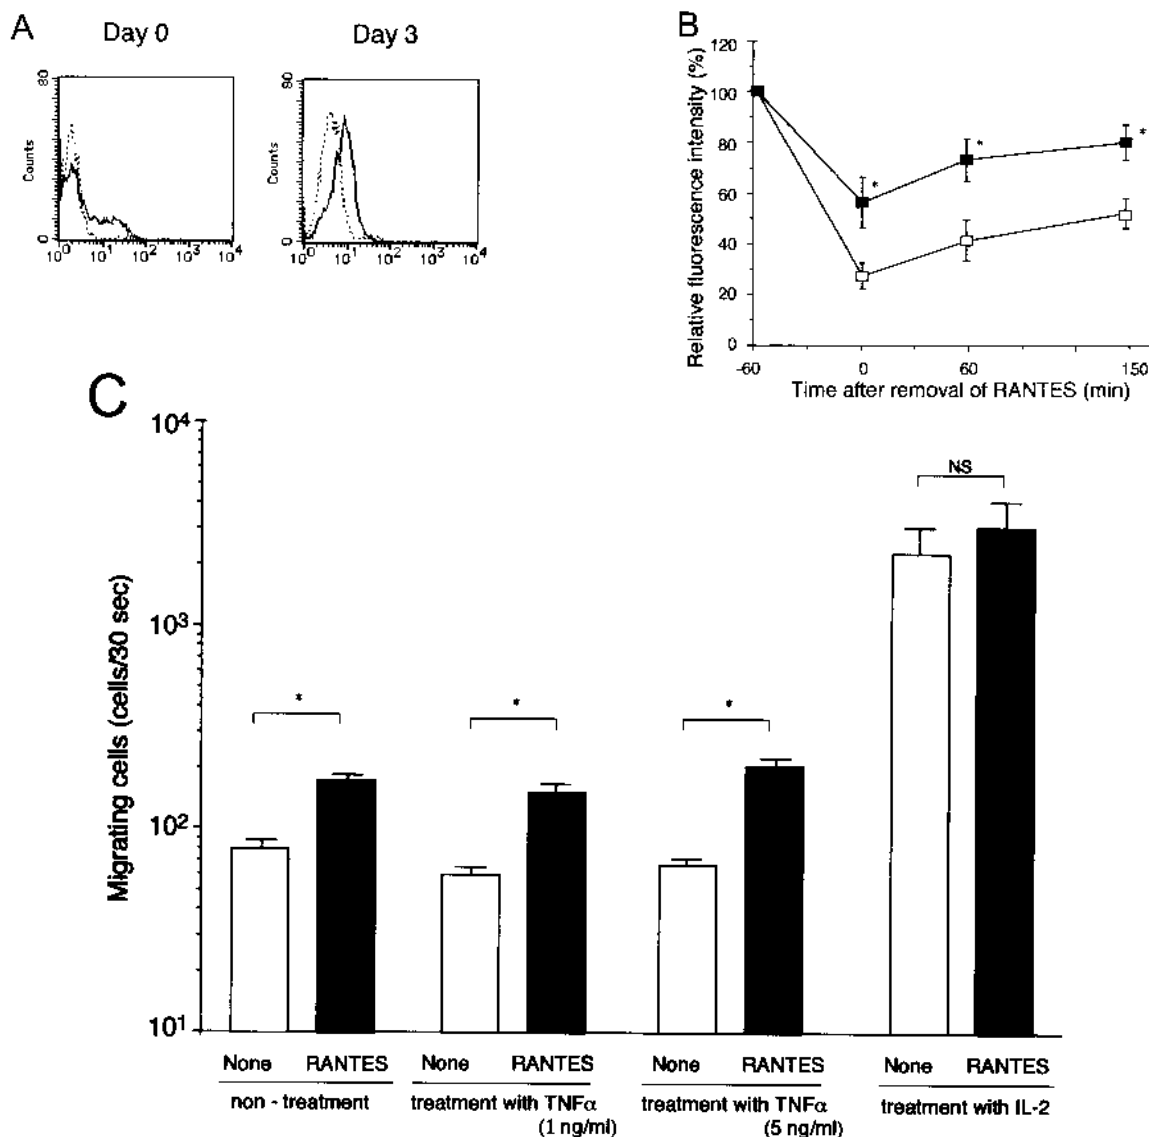 A
Day 0
Day 3
80
Counts
0
10⁰ 10¹ 10² 10³ 10⁴
80
Counts
0
10⁰ 10¹ 10² 10³ 10⁴
B
Relative fluorescence intensity (%)
120
100
80
60
40
20
0
* * *
-60 0 60 150
Time after removal of RANTES (min)
C
Migrating cells (cells/30 sec)
10⁴
10³
10²
10¹
* * * NS
None RANTES None RANTES None RANTES None RANTES
non - treatment treatment with TNFα treatment with TNFα treatment with IL-2
(1 ng/ml) (5 ng/ml)